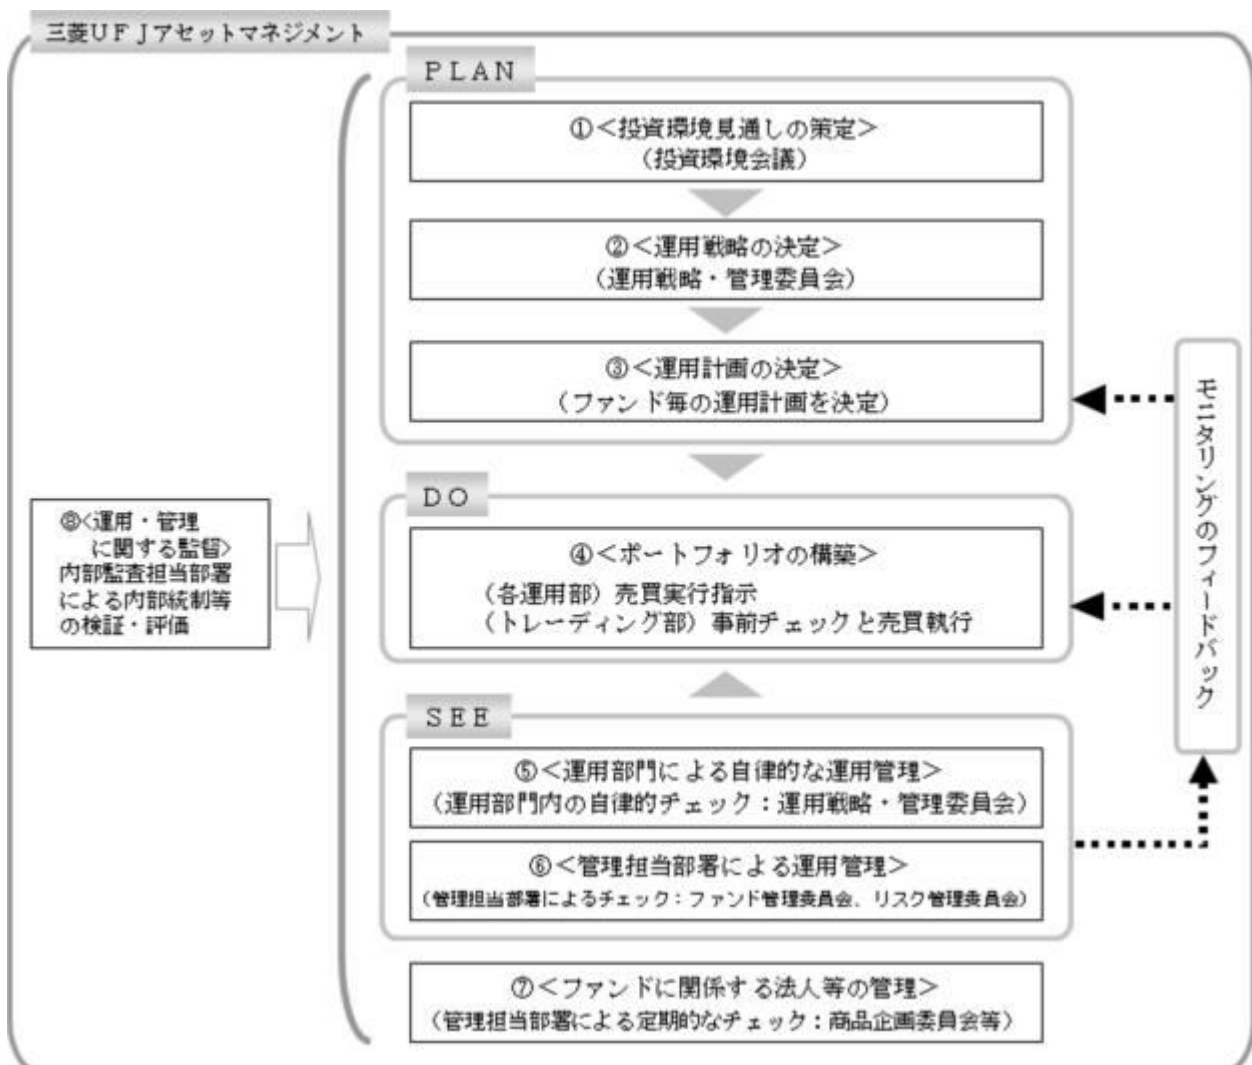 三菱UFJアセットマネジメント
PLAN
①<投資環境見通しの策定>
(投資環境会議)
②<運用戦略の決定>
(運用戦略・管理委員会)
③<運用計画の決定>
(ファンド毎の運用計画を決定)
DO
④<ポートフォリオの構築>
(各運用部)売買実行指示
(トレーディング部)事前チェックと売買執行
SEE
⑤<運用部門による自律的な運用管理>
(運用部門内の自律的チェック:運用戦略・管理委員会)
⑥<管理担当部署による運用管理>
(管理担当部署によるチェック:ファンド管理委員会、リスク管理委員会)
⑦<ファンドに関係する法人等の管理>
(管理担当部署による定期的なチェック:商品企画委員会等)
⑧<運用・管理
に関する監督>
内部監査担当部署
による内部統制等
の検証・評価
モニタリングのフィードバック